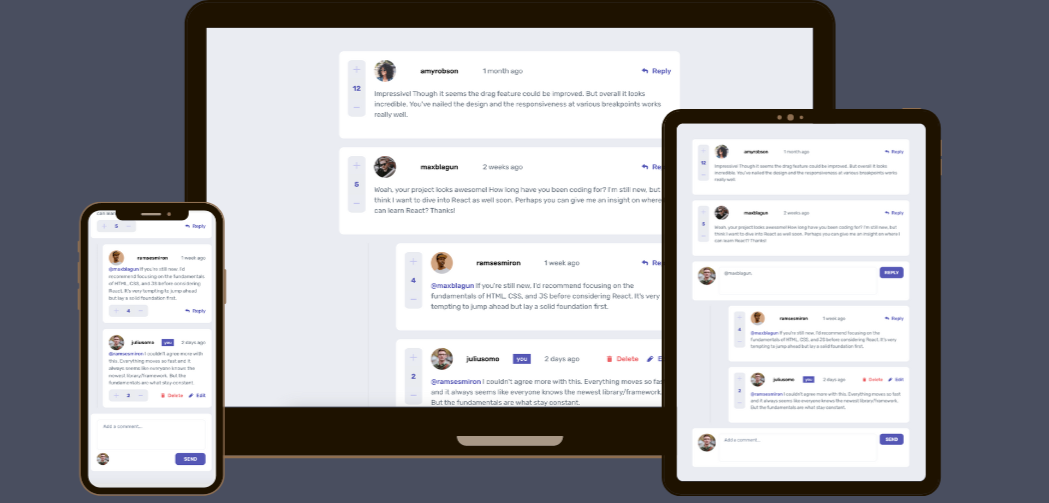 amyrobson 1 month ago Reply
12
Impressive! Though it seems the drag feature could be improved. But overall it looks
incredible. You've nailed the design and the responsiveness at various breakpoints works
really well.
maxblagun 2 weeks ago Re
5
Woah, your project looks awesome! How long have you been coding for? I'm still new, but
think I want to dive into React as well soon. Perhaps you can give me an insight on where
can learn React? Thanks!
ramsesmiron 1 week ago Re
4
@maxblagun If you're still new, I'd recommend focusing on the
fundamentals of HTML, CSS, and JS before considering React. It's very
tempting to jump ahead but lay a solid foundation first.
juliusomo you 2 days ago Delete E
2
@ramsesmiron I couldn't agree more with this. Everything moves so fas
and it always seems like everyone knows the newest library/framework.
But the fundamentals are what stay constant.
5 Reply
ramsesmiron 1 week ago
@maxblagun If you're still new, I'd
recommend focusing on the fundamentals
of HTML, CSS, and JS before considering
React. It's very tempting to jump ahead
but lay a solid foundation first.
4 Reply
juliusomo you 2 days ago
@ramsesmiron I couldn't agree more with
this. Everything moves so fast and it
always seems like everyone knows the
newest library/framework. But the
fundamentals are what stay constant.
2 Delete Edit
Add a comment...
SEND
amyrobson 1 month ago Reply
12
Impressive! Though it seems the drag feature could be improved. But overall it looks
incredible. You've nailed the design and the responsiveness at various breakpoints works
really well.
maxblagun 2 weeks ago Reply
5
Woah, your project looks awesome! How long have you been coding for? I'm still new, but
think I want to dive into React as well soon. Perhaps you can give me an insight on where I
can learn React? Thanks!
@maxblagun, REPLY
ramsesmiron 1 week ago Reply
4
@maxblagun If you're still new, I'd recommend focusing on the
fundamentals of HTML, CSS, and JS before considering React. It's very
tempting to jump ahead but lay a solid foundation first.
juliusomo you 2 days ago Delete Edit
2
@ramsesmiron I couldn't agree more with this. Everything moves so fast
and it always seems like everyone knows the newest library/framework.
But the fundamentals are what stay constant.
Add a comment... SEND